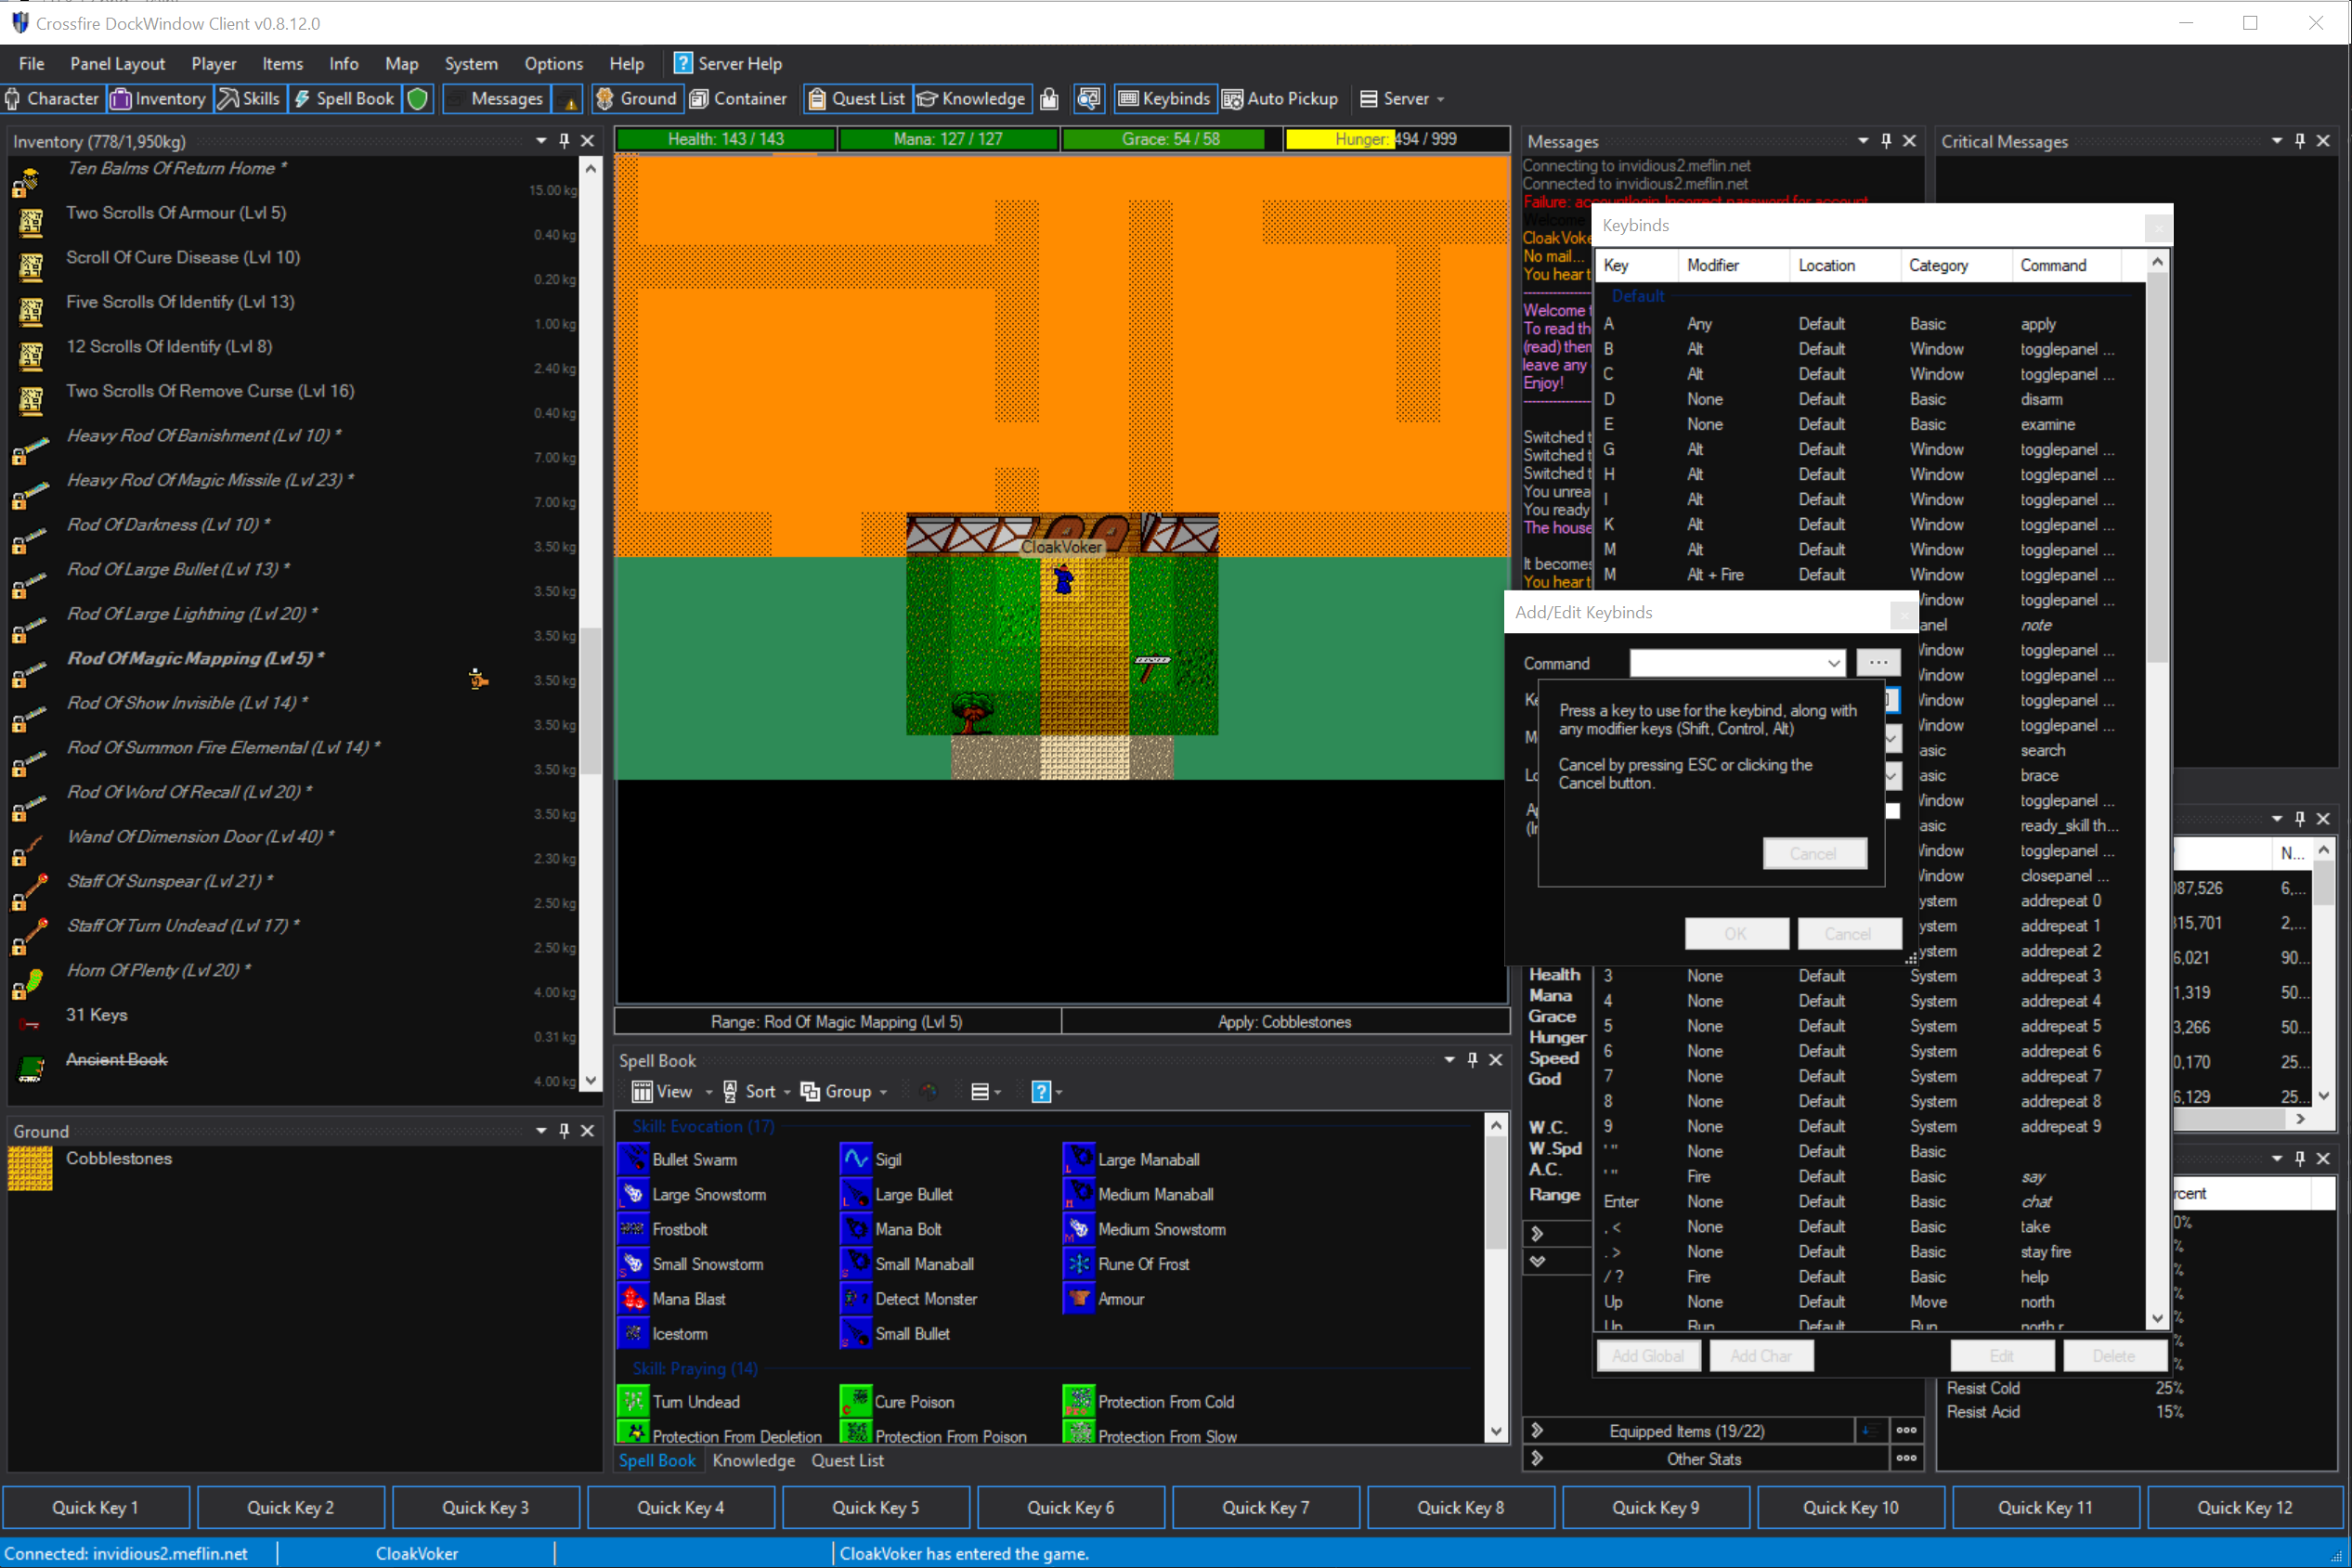 Crossfire DockWindow Client v0.8.12.0
File Panel Layout Player Items Info Map System Options Help Server Help
Character Inventory Skills Spell Book Messages Ground Container Quest List Knowledge Keybinds Auto Pickup Server
Inventory (778/1,950kg)
Ten Balms Of Return Home *
15.00 kg
Two Scrolls Of Armour (Lvl 5)
0.40 kg
Scroll Of Cure Disease (Lvl 10)
0.20 kg
Five Scrolls Of Identify (Lvl 13)
1.00 kg
12 Scrolls Of Identify (Lvl 8)
2.40 kg
Two Scrolls Of Remove Curse (Lvl 16)
0.40 kg
Heavy Rod Of Banishment (Lvl 10) *
7.00 kg
Heavy Rod Of Magic Missile (Lvl 23) *
7.00 kg
Rod Of Darkness (Lvl 10) *
3.50 kg
Rod Of Large Bullet (Lvl 13) *
3.50 kg
Rod Of Large Lightning (Lvl 20) *
3.50 kg
Rod Of Magic Mapping (Lvl 5) *
3.50 kg
Rod Of Show Invisible (Lvl 14) *
3.50 kg
Rod Of Summon Fire Elemental (Lvl 14) *
3.50 kg
Rod Of Word Of Recall (Lvl 20) *
3.50 kg
Wand Of Dimension Door (Lvl 40) *
2.30 kg
Staff Of Sunspear (Lvl 21) *
2.50 kg
Staff Of Turn Undead (Lvl 17) *
2.50 kg
Horn Of Plenty (Lvl 20) *
4.00 kg
31 Keys
0.31 kg
Ancient Book
4.00 kg
Ground
Cobblestones
Health: 143 / 143 Mana: 127 / 127 Grace: 54 / 58 Hunger: 494 / 999
CloakVoker
Range: Rod Of Magic Mapping (Lvl 5) Apply: Cobblestones
Spell Book
View Sort Group
Skill: Evocation (17)
Bullet Swarm Sigil Large Manaball
Large Snowstorm Large Bullet Medium Manaball
Frostbolt Mana Bolt Medium Snowstorm
Small Snowstorm Small Manaball Rune Of Frost
Mana Blast Detect Monster Armour
Icestorm Small Bullet
Skill: Praying (14)
Turn Undead Cure Poison Protection From Cold
Protection From Depletion Protection From Poison Protection From Slow
Spell Book Knowledge Quest List
Messages
Connecting to invidious2.meflin.net
Connected to invidious2.meflin.net
Failure: accountlogin Incorrect password for account
Welcome
CloakVoke
No mail...
You hear t
Welcome t
To read th
(read) then
leave any
Enjoy!
Switched t
Switched t
Switched t
You unrea
You ready
The house
It becomes
You hear t
Critical Messages
Keybinds
Key Modifier Location Category Command
Default
A Any Default Basic apply
B Alt Default Window togglepanel ...
C Alt Default Window togglepanel ...
D None Default Basic disarm
E None Default Basic examine
G Alt Default Window togglepanel ...
H Alt Default Window togglepanel ...
I Alt Default Window togglepanel ...
K Alt Default Window togglepanel ...
M Alt Default Window togglepanel ...
M Alt + Fire Default Window togglepanel ...
Window togglepanel ...
anel note
Window togglepanel ...
Window togglepanel ...
Window togglepanel ...
Window togglepanel ...
asic search
asic brace
Window togglepanel ...
asic ready_skill th...
Window togglepanel ...
Window closepanel ...
ystem addrepeat 0
ystem addrepeat 1
ystem addrepeat 2
3 None Default System addrepeat 3
4 None Default System addrepeat 4
5 None Default System addrepeat 5
6 None Default System addrepeat 6
7 None Default System addrepeat 7
8 None Default System addrepeat 8
9 None Default System addrepeat 9
' " None Default Basic
' " Fire Default Basic say
Enter None Default Basic chat
, < None Default Basic take
. > None Default Basic stay fire
/ ? Fire Default Basic help
Up None Default Move north
Up Run Default Run north r
Add Global Add Char Edit Delete
Add/Edit Keybinds
Command ...
Ke
M
Lo
A
(I
Press a key to use for the keybind, along with
any modifier keys (Shift, Control, Alt)
Cancel by pressing ESC or clicking the
Cancel button.
Cancel
OK Cancel
Health
Mana
Grace
Hunger
Speed
God
W.C.
W.Spd
A.C.
Range
Equipped Items (19/22)
Other Stats
N...
087,526 6,...
315,701 2,...
6,021 90...
1,319 50...
3,266 50...
0,170 25...
6,129 25...
rcent
0%
%
%
%
%
%
%
Resist Cold 25%
Resist Acid 15%
Quick Key 1 Quick Key 2 Quick Key 3 Quick Key 4 Quick Key 5 Quick Key 6 Quick Key 7 Quick Key 8 Quick Key 9 Quick Key 10 Quick Key 11 Quick Key 12
Connected: invidious2.meflin.net CloakVoker CloakVoker has entered the game.